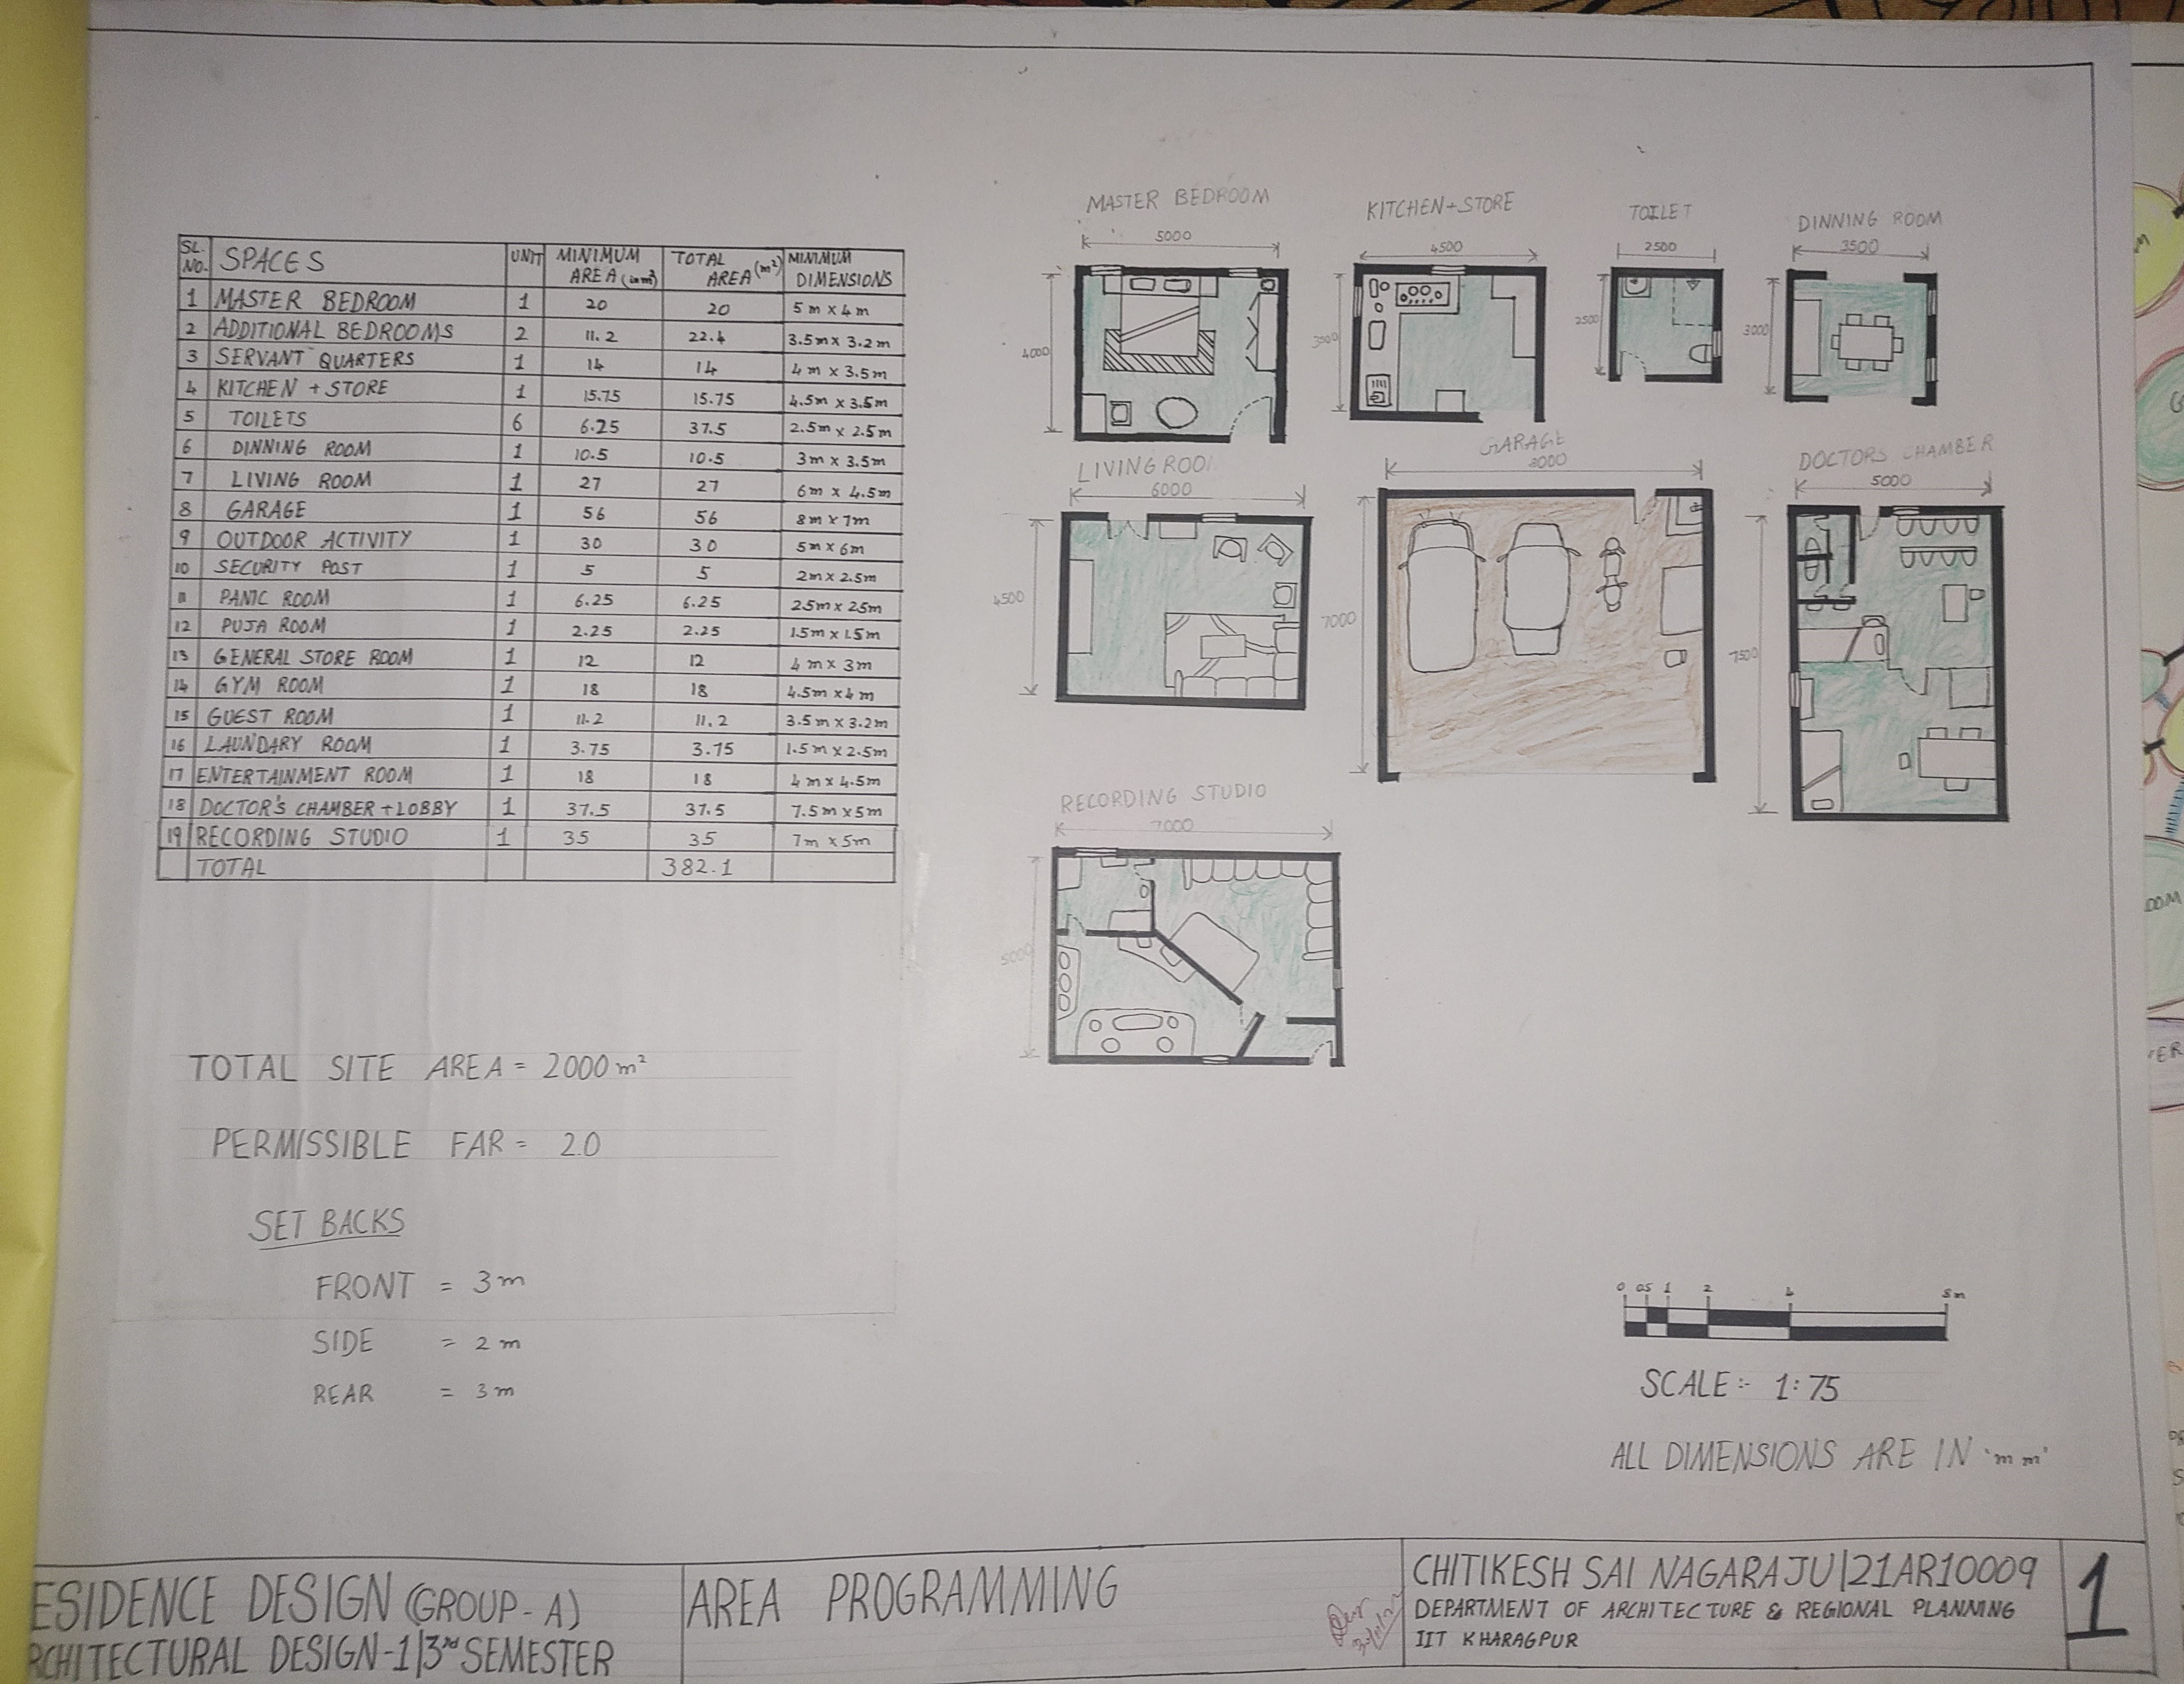 SL. NO. SPACES UNIT MINIMUM AREA (in m²) TOTAL AREA (m²) MINIMUM DIMENSIONS
1 MASTER BEDROOM 1 20 20 5m x 4m
2 ADDITIONAL BEDROOMS 2 11.2 22.4 3.5m x 3.2m
3 SERVANT QUARTERS 1 14 14 4m x 3.5m
4 KITCHEN + STORE 1 15.75 15.75 4.5m x 3.5m
5 TOILETS 6 6.25 37.5 2.5m x 2.5m
6 DINNING ROOM 1 10.5 10.5 3m x 3.5m
7 LIVING ROOM 1 27 27 6m x 4.5m
8 GARAGE 1 56 56 8m x 7m
9 OUTDOOR ACTIVITY 1 30 30 5m x 6m
10 SECURITY POST 1 5 5 2m x 2.5m
11 PANIC ROOM 1 6.25 6.25 2.5m x 2.5m
12 PUJA ROOM 1 2.25 2.25 1.5m x 1.5m
13 GENERAL STORE ROOM 1 12 12 4m x 3m
14 GYM ROOM 1 18 18 4.5m x 4m
15 GUEST ROOM 1 11.2 11.2 3.5m x 3.2m
16 LAUNDARY ROOM 1 3.75 3.75 1.5m x 2.5m
17 ENTERTAINMENT ROOM 1 18 18 4m x 4.5m
18 DOCTOR'S CHAMBER + LOBBY 1 37.5 37.5 7.5m x 5m
19 RECORDING STUDIO 1 35 35 7m x 5m
TOTAL 382.1
MASTER BEDROOM
5000
4000
KITCHEN+STORE
4500
3500
TOILET
2500
2500
DINNING ROOM
3500
3000
LIVING ROOM
6000
4500
GARAGE
8000
7000
DOCTORS CHAMBER
5000
7500
RECORDING STUDIO
7000
5000
TOTAL SITE AREA = 2000 m²
PERMISSIBLE FAR = 2.0
SET BACKS
FRONT = 3m
SIDE = 2m
REAR = 3m
0 0.5 1 2 4 8m
SCALE:- 1:75
ALL DIMENSIONS ARE IN 'mm'
ESIDENCE DESIGN (GROUP-A)
RCHITECTURAL DESIGN-1|3rd SEMESTER
AREA PROGRAMMING
CHITIKESH SAI NAGARAJU|21AR10009
DEPARTMENT OF ARCHITECTURE & REGIONAL PLANNING
IIT KHARAGPUR
1